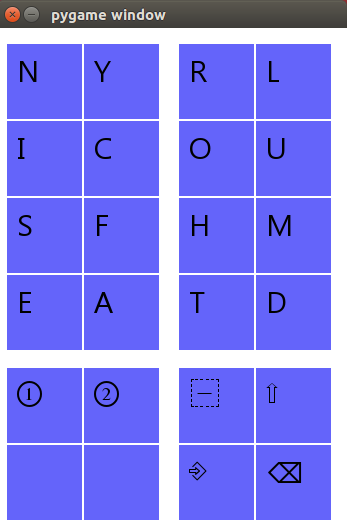 pygame window
N Y R L
I C O U
S F H M
E A T D
① ② ⇧
⌫